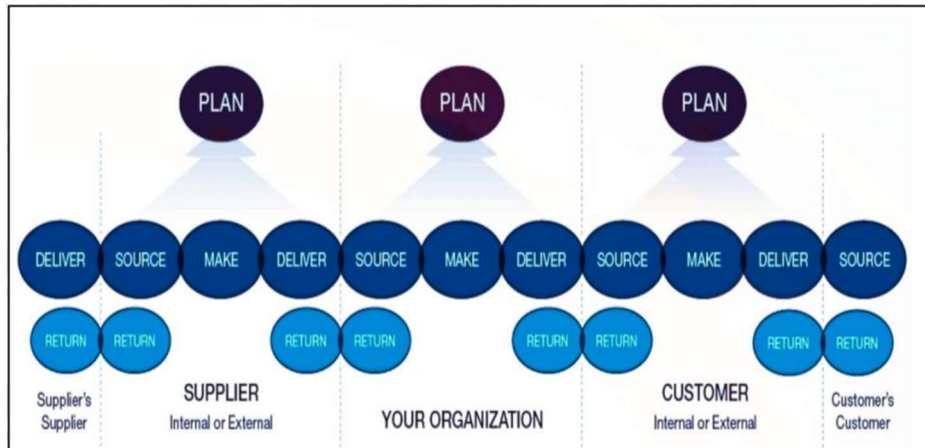 PLAN PLAN PLAN
DELIVER SOURCE MAKE DELIVER SOURCE MAKE DELIVER SOURCE MAKE DELIVER SOURCE
RETURN RETURN RETURN RETURN RETURN RETURN RETURN RETURN
Supplier's
Supplier
SUPPLIER
Internal or External
YOUR ORGANIZATION
CUSTOMER
Internal or External
Customer's
Customer